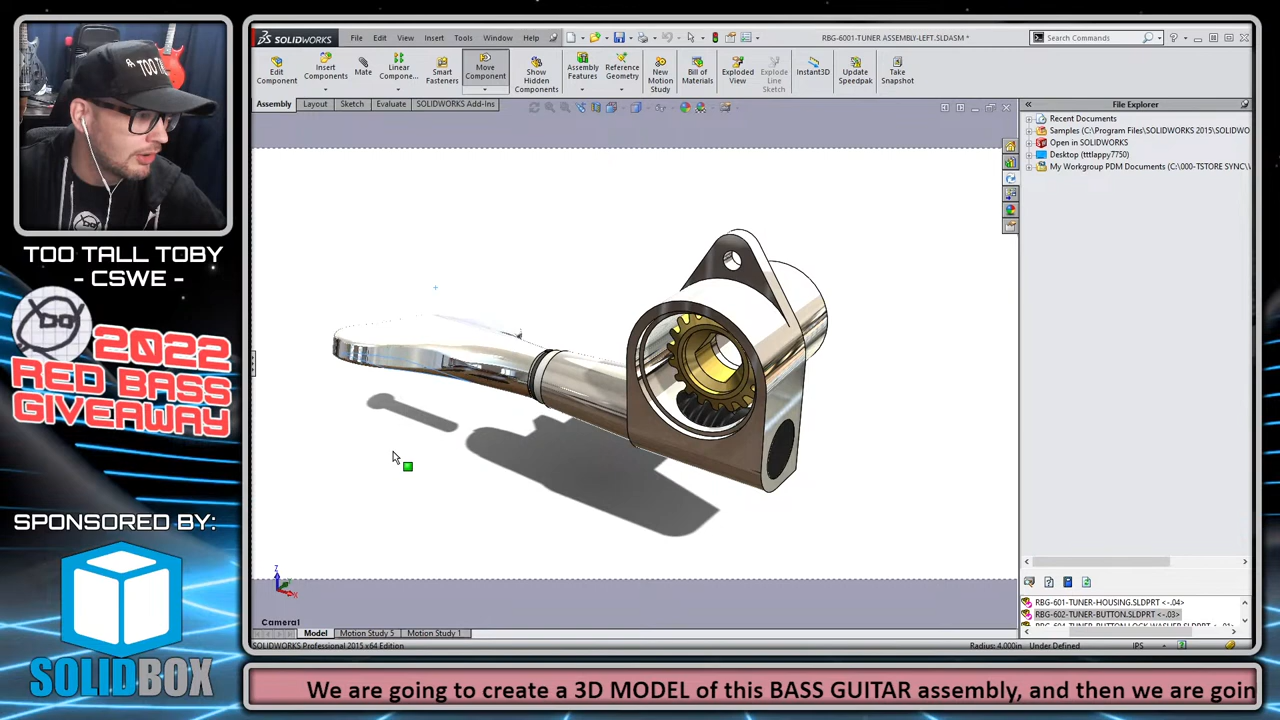 TOO TALL
TOO TALL TOBY
- CSWE -
2022
RED BASS
GIVEAWAY
SPONSORED BY:
SOLIDBOX
SOLIDWORKS
File Edit View Insert Tools Window Help
RBG-6001-TUNER ASSEMBLY-LEFT.SLDASM *
Search Commands
Edit Component
Insert Components
Mate
Linear Compone...
Smart Fasteners
Move Component
Show Hidden Components
Assembly Features
Reference Geometry
New Motion Study
Bill of Materials
Exploded View
Explode Line Sketch
Instant3D
Update Speedpak
Take Snapshot
Assembly Layout Sketch Evaluate SOLIDWORKS Add-Ins
File Explorer
Recent Documents
Samples (C:\Program Files\SOLIDWORKS 2015\SOLIDWO
Open in SOLIDWORKS
Desktop (tttlappy7750)
My Workgroup PDM Documents (C:\000-TSTORE SYNC\
RBG-601-TUNER-HOUSING.SLDPRT <-.04>
RBG-602-TUNER-BUTTON.SLDPRT <-.03>
Z
X
Camera1
Model Motion Study 5 Motion Study 1
SOLIDWORKS Professional 2015 x64 Edition
Radius: 4.000in Under Defined IPS
We are going to create a 3D MODEL of this BASS GUITAR assembly, and then we are goin